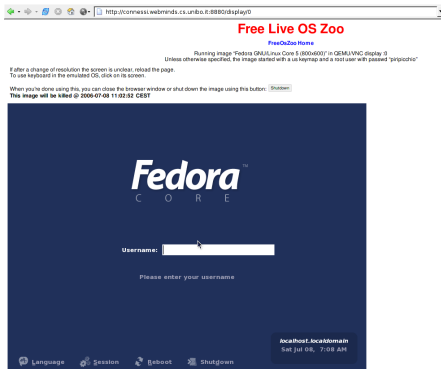 http://connessi.webminds.cs.unibo.it:8880/display/0
Free Live OS Zoo
FreeOsZoo Home
Running image "Fedora GNU/Linux Core 5 (800x600)" in QEMU/VNC display :0
Unless otherwise specified, the image started with a us keymap and a root user with passwd "piripicchio"
If after a change of resolution the screen is unclear, reload the page.
To use keyboard in the emulated OS, click on its screen.
When you're done using this, you can close the browser window or shut down the image using this button: Shutdown
This image will be killed @ 2006-07-08 11:02:52 CEST
Fedora™
CORE
Username:
Please enter your username
localhost.localdomain
Sat Jul 08, 7:08 AM
Language Session Reboot Shutdown